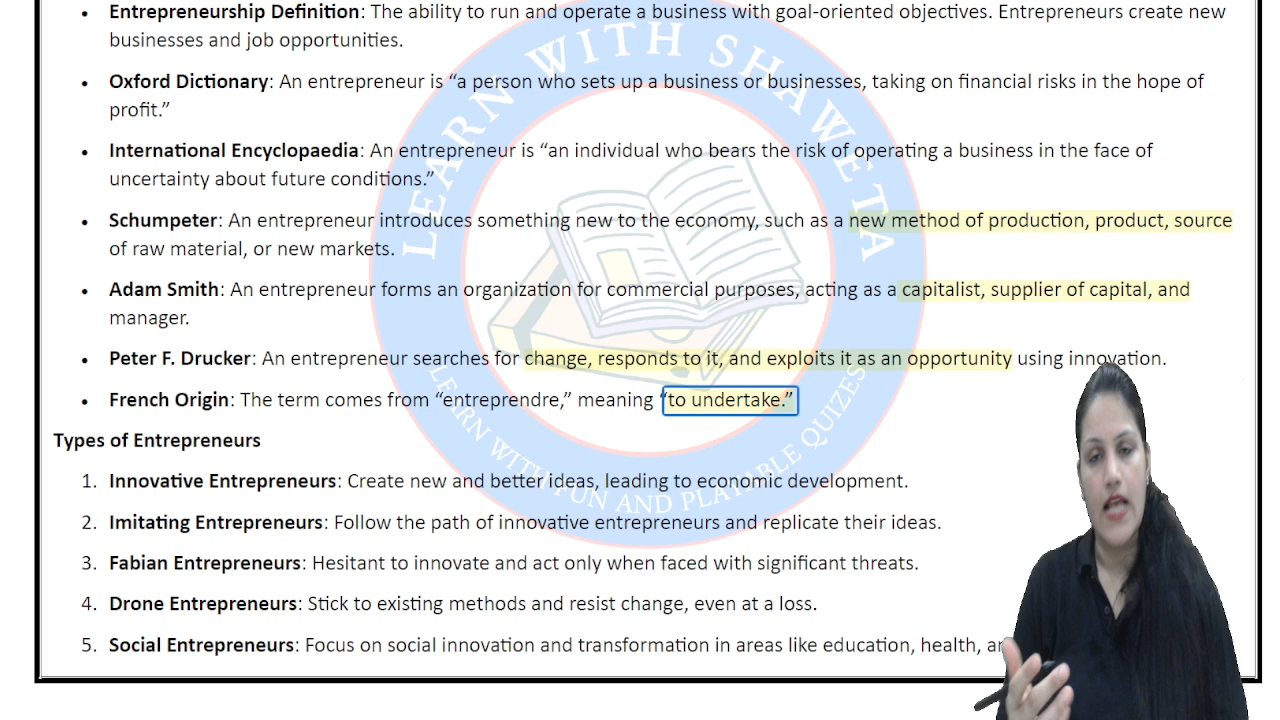 • Entrepreneurship Definition: The ability to run and operate a business with goal-oriented objectives. Entrepreneurs create new
businesses and job opportunities.
• Oxford Dictionary: An entrepreneur is “a person who sets up a business or businesses, taking on financial risks in the hope of
profit.”
• International Encyclopaedia: An entrepreneur is “an individual who bears the risk of operating a business in the face of
uncertainty about future conditions.”
• Schumpeter: An entrepreneur introduces something new to the economy, such as a new method of production, product, source
of raw material, or new markets.
• Adam Smith: An entrepreneur forms an organization for commercial purposes, acting as a capitalist, supplier of capital, and
manager.
• Peter F. Drucker: An entrepreneur searches for change, responds to it, and exploits it as an opportunity using innovation.
• French Origin: The term comes from “entreprendre,” meaning “to undertake.”
Types of Entrepreneurs
1. Innovative Entrepreneurs: Create new and better ideas, leading to economic development.
2. Imitating Entrepreneurs: Follow the path of innovative entrepreneurs and replicate their ideas.
3. Fabian Entrepreneurs: Hesitant to innovate and act only when faced with significant threats.
4. Drone Entrepreneurs: Stick to existing methods and resist change, even at a loss.
5. Social Entrepreneurs: Focus on social innovation and transformation in areas like education, health,
LEARN WITH SHAWETA
LEARN WITH FUN AND PLAYABLE QUIZES